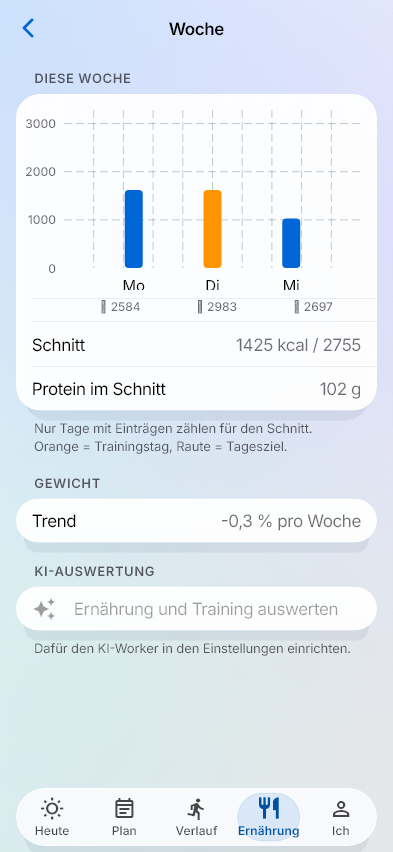 Woche
DIESE WOCHE
3000
2000
1000
0
Mo Di Mi
2584 2983 2697
Schnitt 1425 kcal / 2755
Protein im Schnitt 102 g
Nur Tage mit Einträgen zählen für den Schnitt.
Orange = Trainingstag, Raute = Tagesziel.
GEWICHT
Trend -0,3 % pro Woche
KI-AUSWERTUNG
Ernährung und Training auswerten
Dafür den KI-Worker in den Einstellungen einrichten.
Heute Plan Verlauf Ernährung Ich